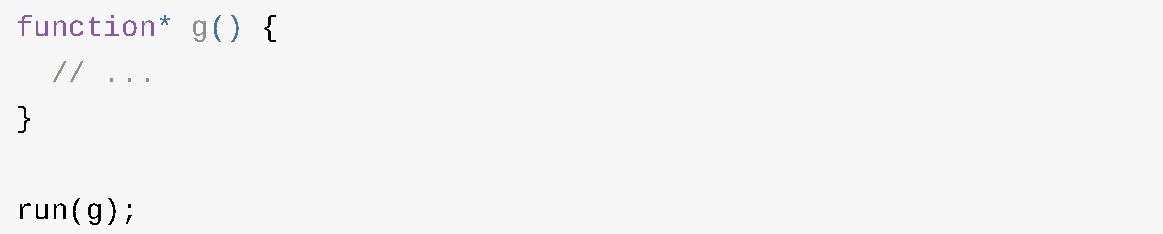 function* g() {
  // ...
}

run(g);